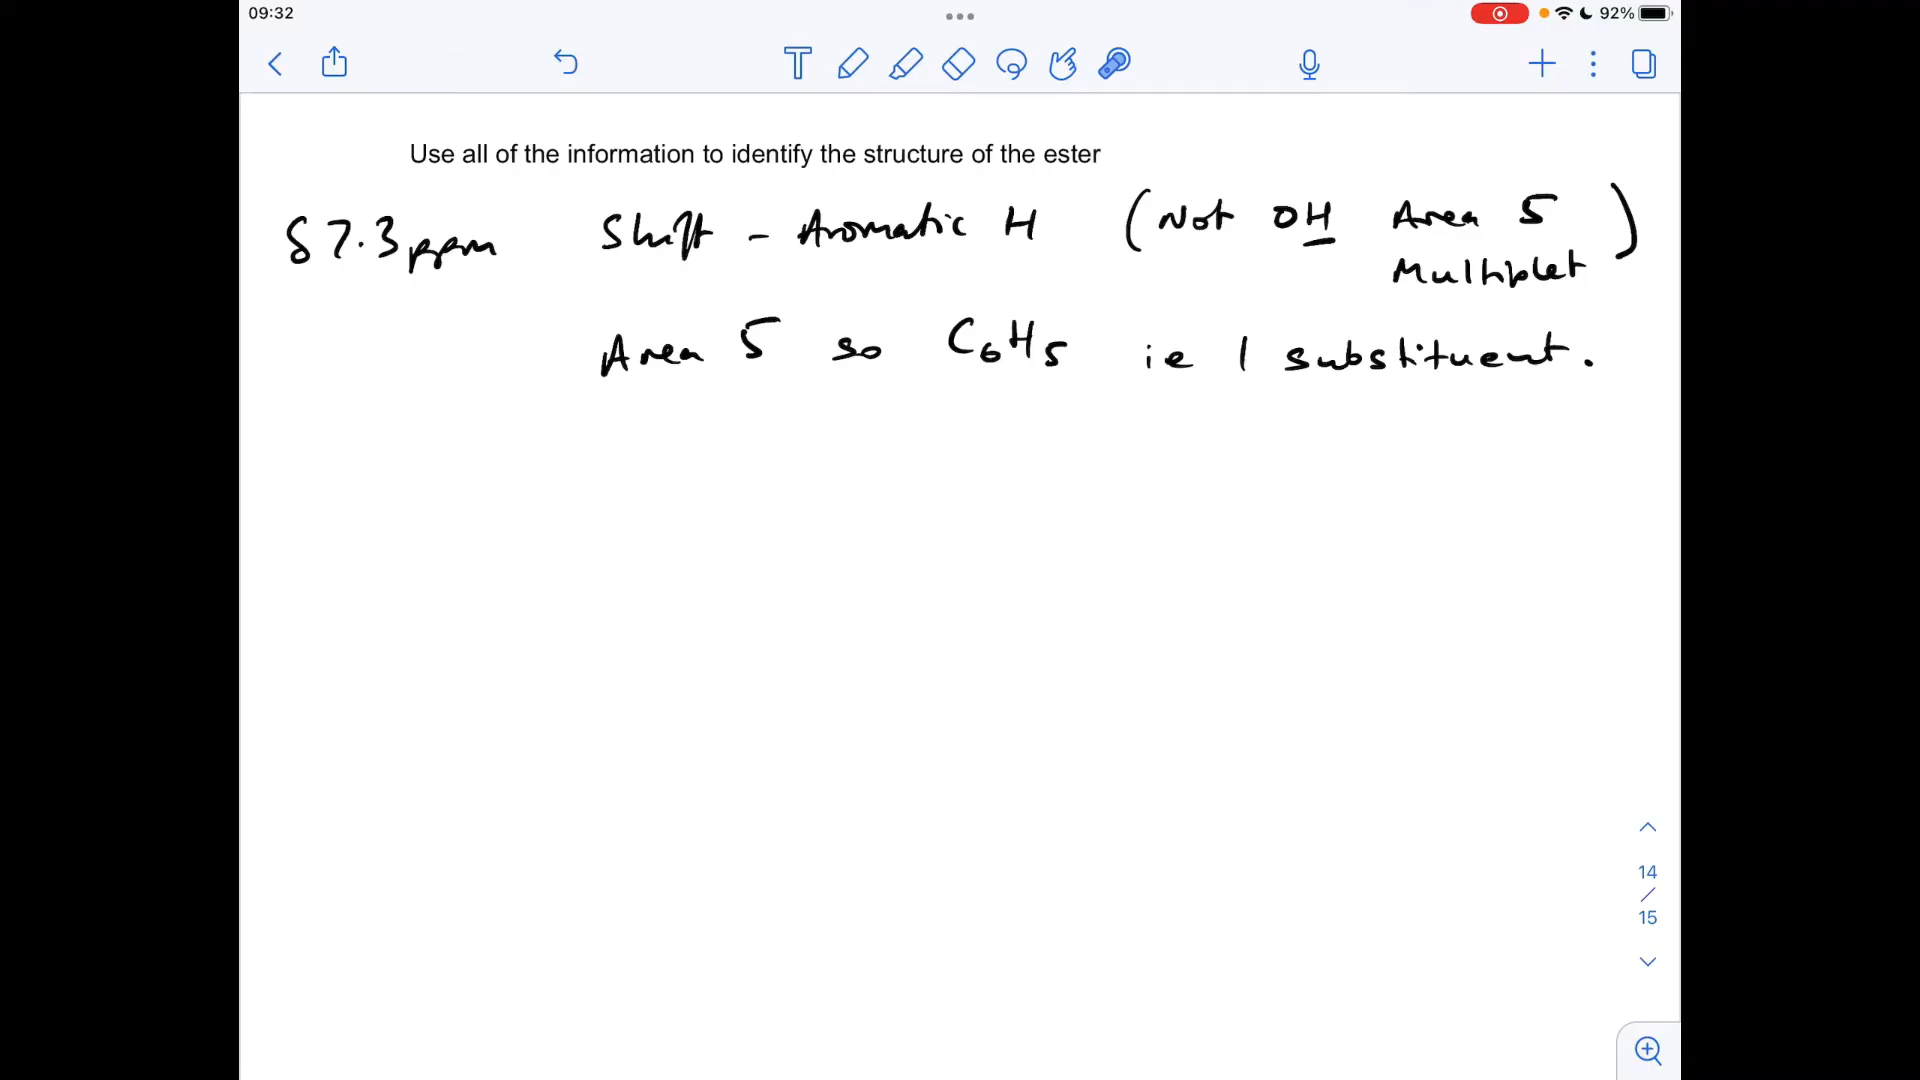 09:32
92%
Use all of the information to identify the structure of the ester
δ 7.3 ppm Shift - Aromatic H (Not OH Area 5
Multiplet)
Area 5 so C₆H₅ ie 1 substituent.
14
/
15